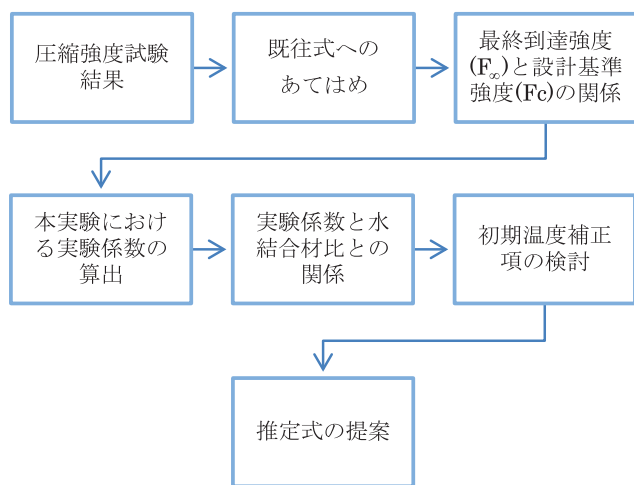 圧縮強度試験
結果
既往式への
あてはめ
最終到達強度
(F∞)と設計基準
強度(Fc)の関係
本実験におけ
る実験係数の
算出
実験係数と水
結合材比との
関係
初期温度補正
項の検討
推定式の提案